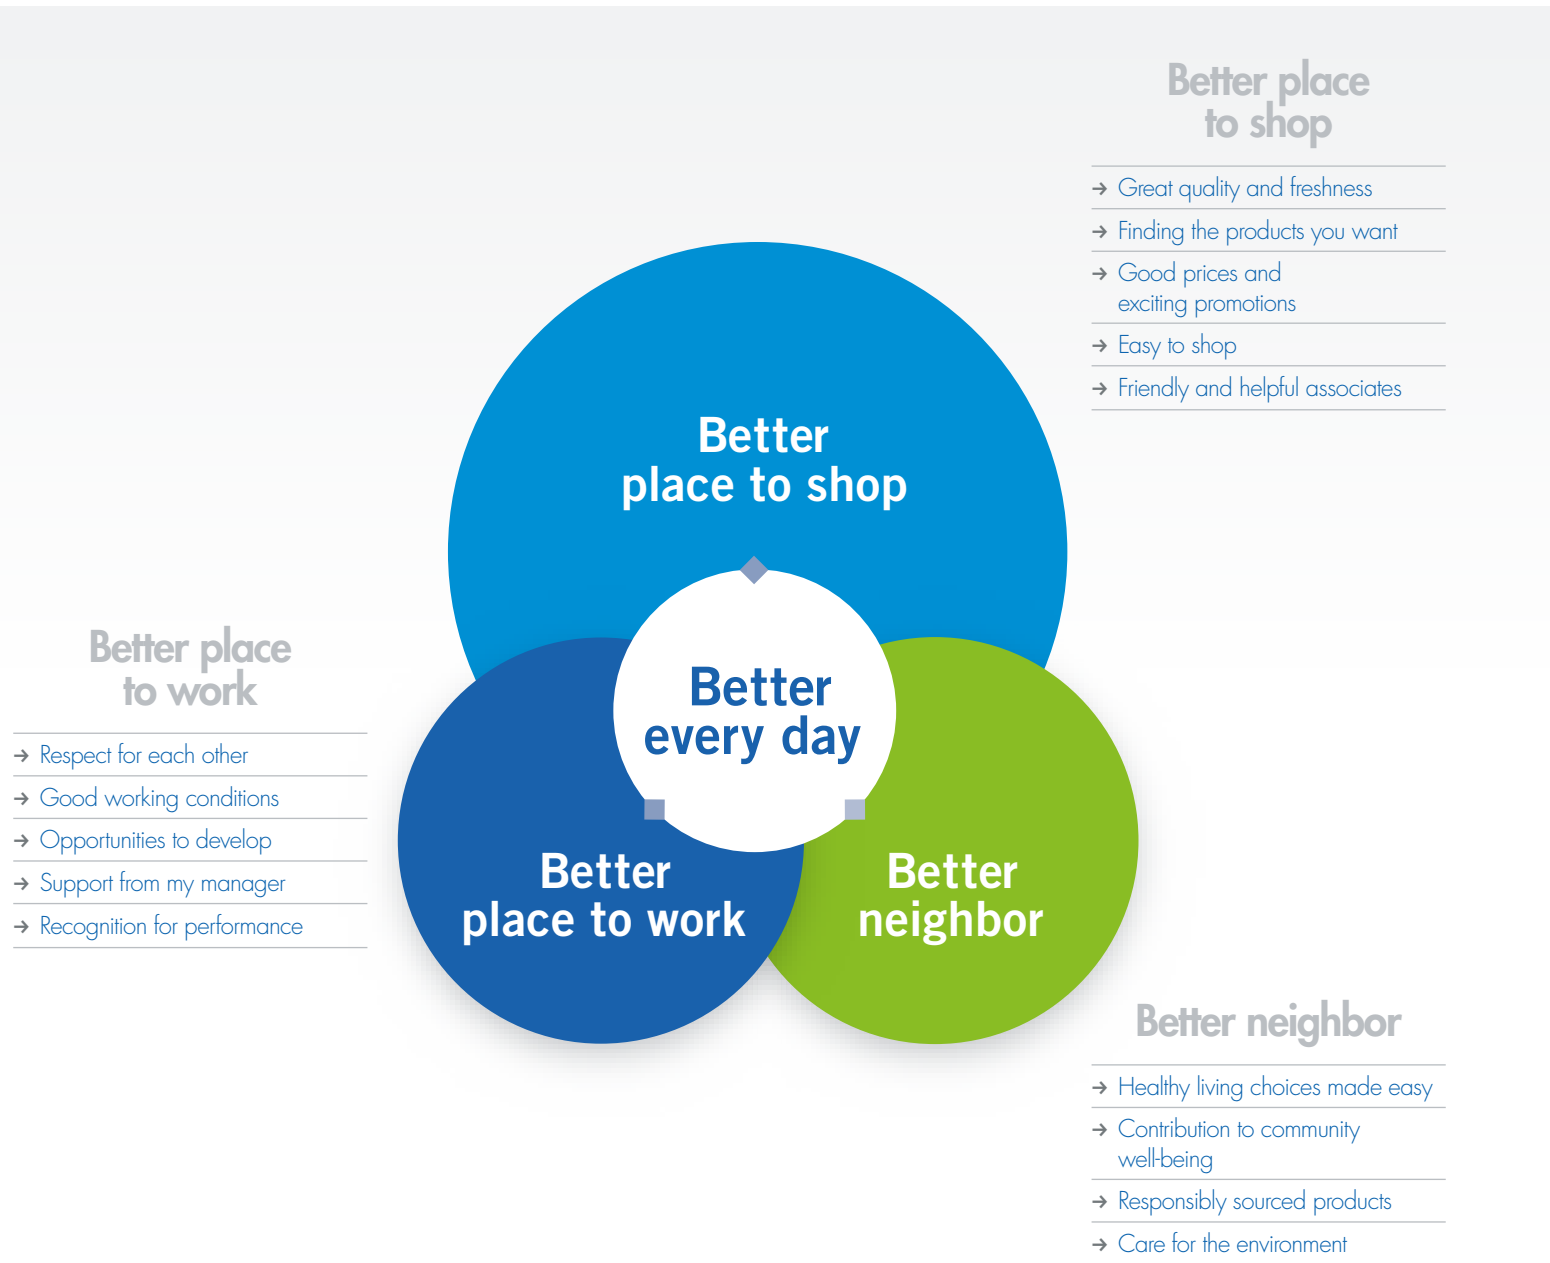 Better place
to shop
→ Great quality and freshness
→ Finding the products you want
→ Good prices and
exciting promotions
→ Easy to shop
→ Friendly and helpful associates
Better
place to shop
Better
every day
Better
place to work
Better
neighbor
Better place
to work
→ Respect for each other
→ Good working conditions
→ Opportunities to develop
→ Support from my manager
→ Recognition for performance
Better neighbor
→ Healthy living choices made easy
→ Contribution to community
well-being
→ Responsibly sourced products
→ Care for the environment